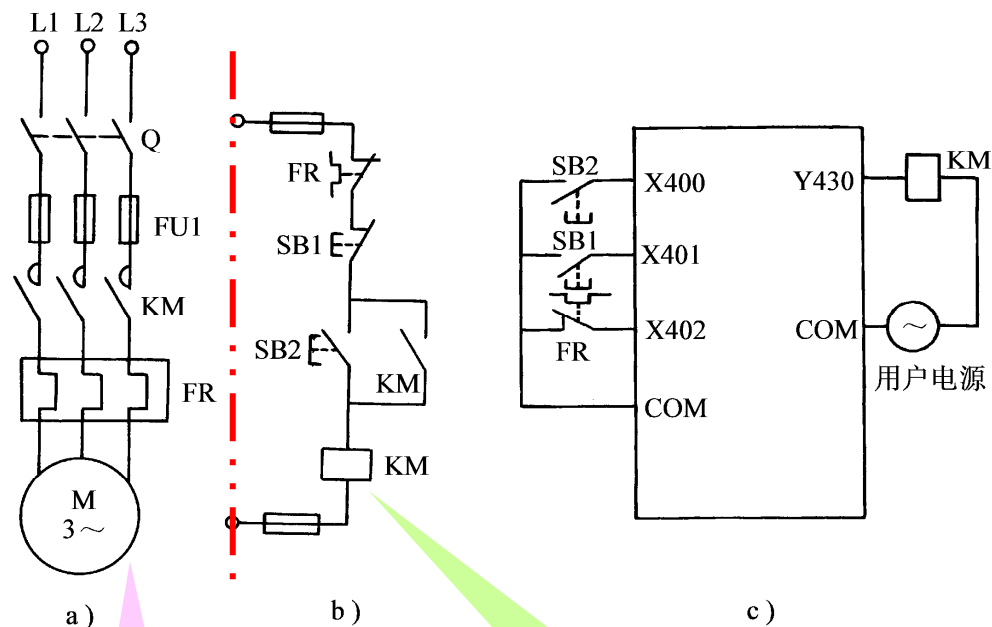 L1 L2 L3
Q
FU1
KM
FR
M
3～
a）
FR
SB1
SB2
KM
KM
b）
SB2
X400
SB1
X401
X402
FR
COM
Y430
KM
COM
～
用户电源
c）